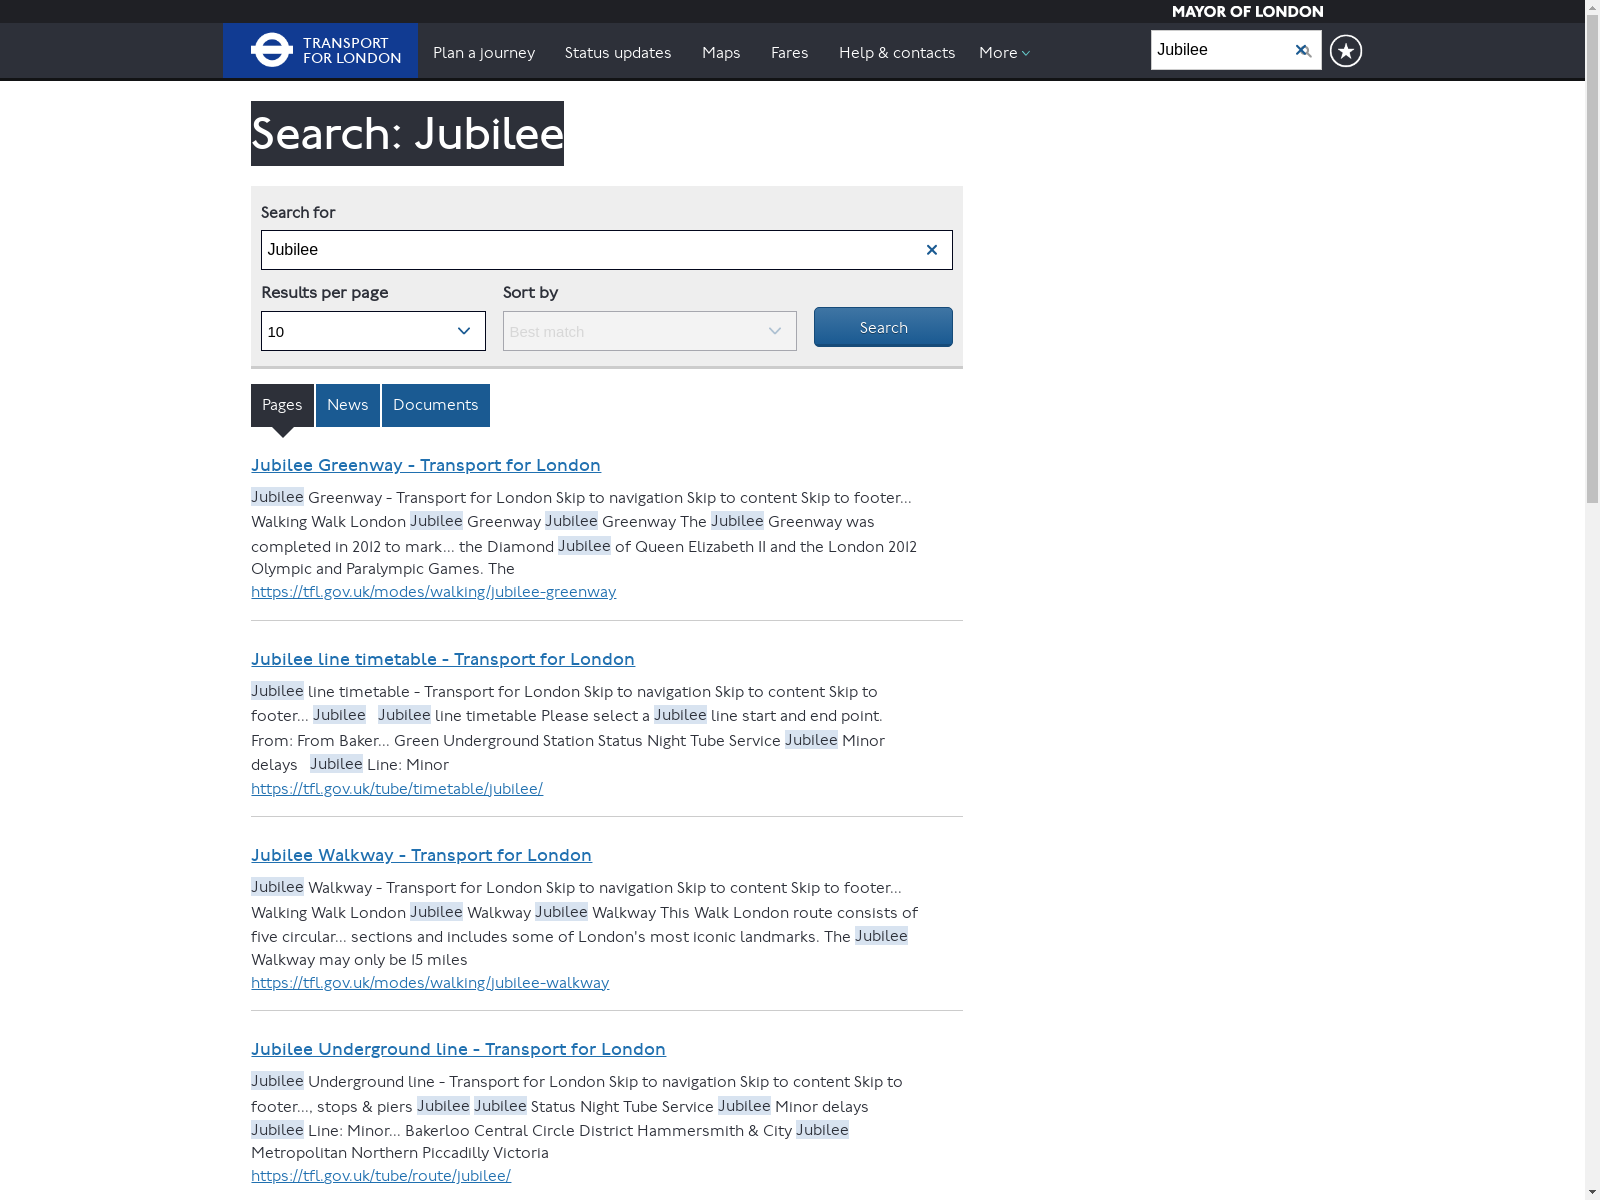 MAYOR OF LONDON
TRANSPORT
FOR LONDON
Plan a journey
Status updates
Maps
Fares
Help & contacts
More
Jubilee
Search: Jubilee
Search for
Jubilee
Results per page
Sort by
10
Best match
Search
Pages
News
Documents
Jubilee Greenway - Transport for London
Jubilee Greenway - Transport for London Skip to navigation Skip to content Skip to footer...
Walking Walk London Jubilee Greenway Jubilee Greenway The Jubilee Greenway was
completed in 2012 to mark... the Diamond Jubilee of Queen Elizabeth II and the London 2012
Olympic and Paralympic Games. The
https://tfl.gov.uk/modes/walking/jubilee-greenway
Jubilee line timetable - Transport for London
Jubilee line timetable - Transport for London Skip to navigation Skip to content Skip to
footer... Jubilee Jubilee line timetable Please select a Jubilee line start and end point.
From: From Baker... Green Underground Station Status Night Tube Service Jubilee Minor
delays Jubilee Line: Minor
https://tfl.gov.uk/tube/timetable/jubilee/
Jubilee Walkway - Transport for London
Jubilee Walkway - Transport for London Skip to navigation Skip to content Skip to footer...
Walking Walk London Jubilee Walkway Jubilee Walkway This Walk London route consists of
five circular... sections and includes some of London's most iconic landmarks. The Jubilee
Walkway may only be 15 miles
https://tfl.gov.uk/modes/walking/jubilee-walkway
Jubilee Underground line - Transport for London
Jubilee Underground line - Transport for London Skip to navigation Skip to content Skip to
footer..., stops & piers Jubilee Jubilee Status Night Tube Service Jubilee Minor delays
Jubilee Line: Minor... Bakerloo Central Circle District Hammersmith & City Jubilee
Metropolitan Northern Piccadilly Victoria
https://tfl.gov.uk/tube/route/jubilee/